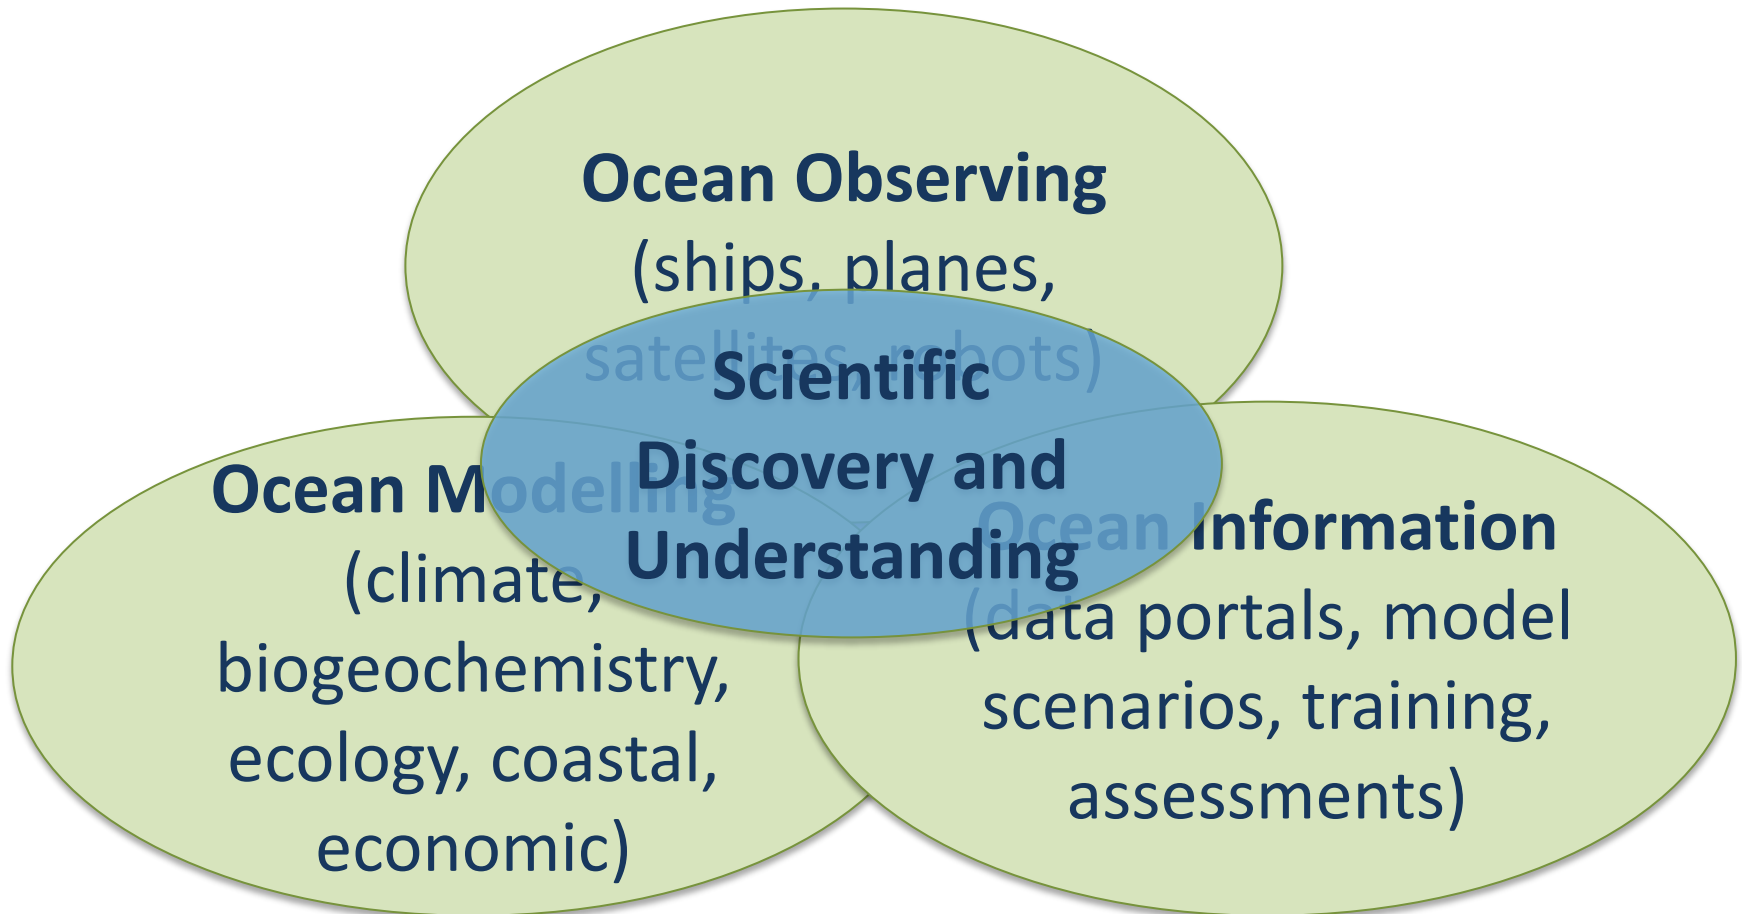 Ocean Observing
(ships, planes,
satellites, robots)
Scientific
Discovery and
Understanding
Ocean Modelling
(climate,
biogeochemistry,
ecology, coastal,
economic)
Ocean Information
(data portals, model
scenarios, training,
assessments)